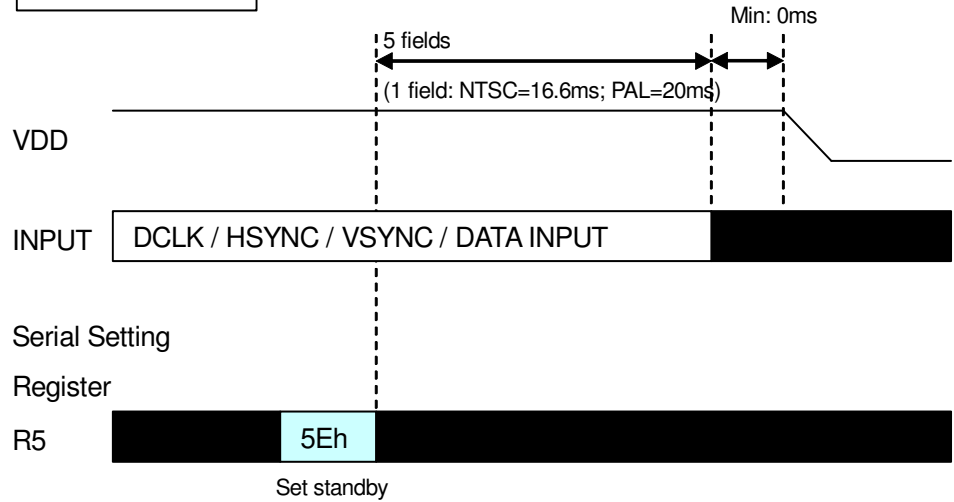 Min: 0ms
5 fields
(1 field: NTSC=16.6ms; PAL=20ms)
VDD
INPUT
DCLK / HSYNC / VSYNC / DATA INPUT
Serial Setting
Register
R5
5Eh
Set standby